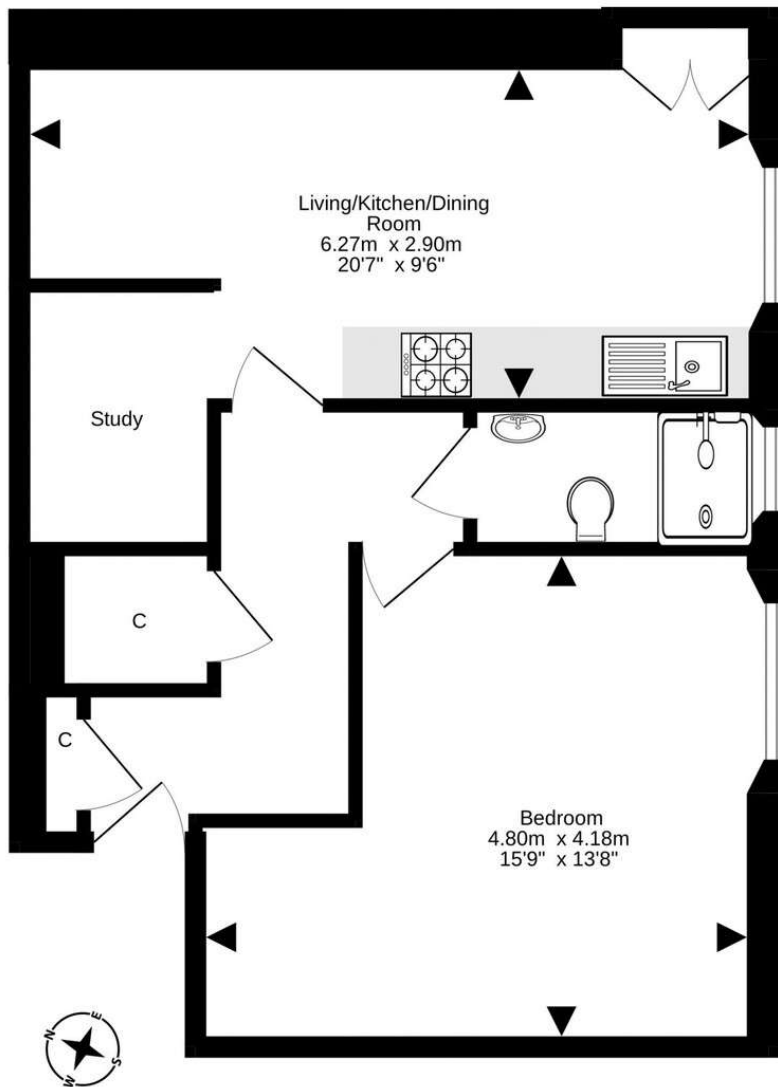 Living/Kitchen/Dining
Room
6.27m x 2.90m
20'7" x 9'6"
Study
C
C
Bedroom
4.80m x 4.18m
15'9" x 13'8"
N
E
S
W